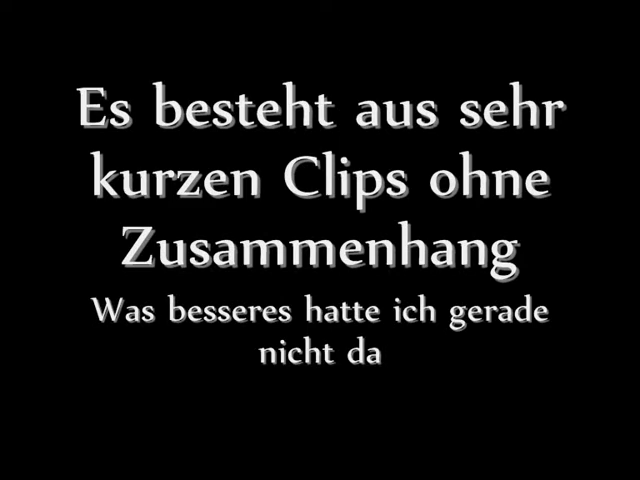 Es besteht aus sehr
kurzen Clips ohne
Zusammenhang
Was besseres hatte ich gerade
nicht da